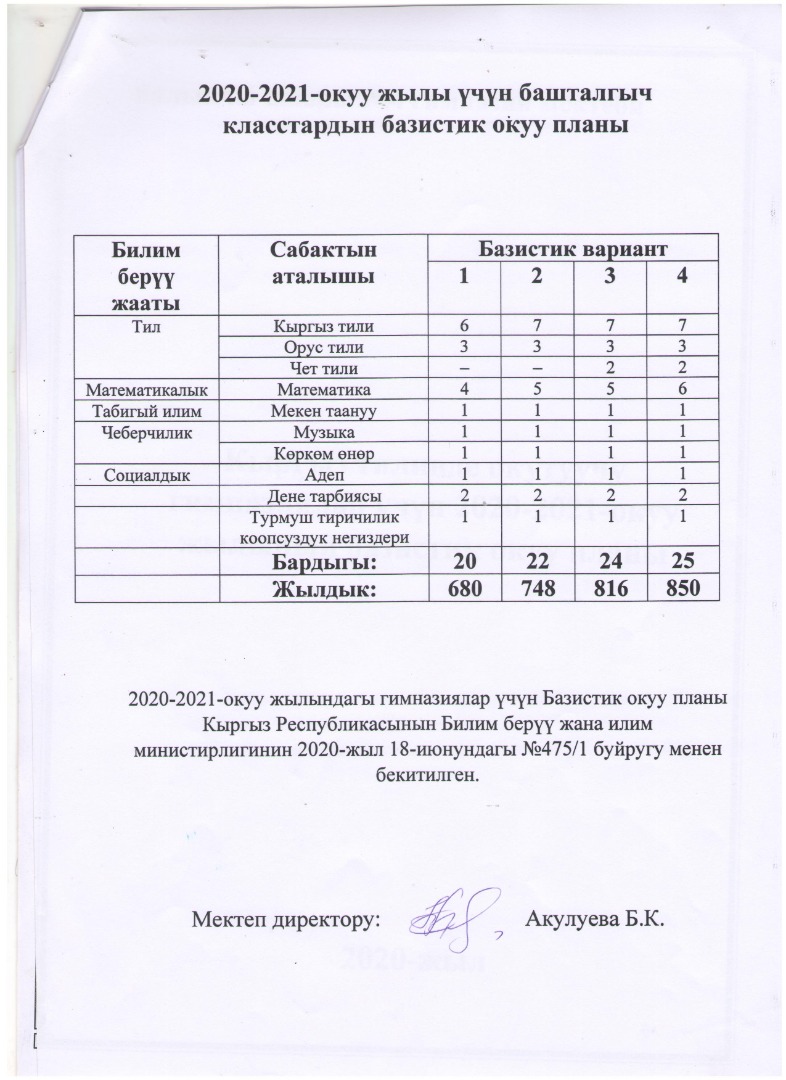 2020-2021-окуу жылы үчүн башталгыч
класстардын базистик окуу планы
Билим берүү жааты Сабактын аталышы Базистик вариант
1 2 3 4
Тил Кыргыз тили 6 7 7 7
Орус тили 3 3 3 3
Чет тили – – 2 2
Математикалык Математика 4 5 5 6
Табигый илим Мекен таануу 1 1 1 1
Чеберчилик Музыка 1 1 1 1
Көркөм өнөр 1 1 1 1
Социалдык Адеп 1 1 1 1
Дене тарбиясы 2 2 2 2
Турмуш тиричилик коопсуздук негиздери 1 1 1 1
Бардыгы: 20 22 24 25
Жылдык: 680 748 816 850
2020-2021-окуу жылындагы гимназиялар үчүн Базистик окуу планы
Кыргыз Республикасынын Билим берүү жана илим
министирлигинин 2020-жыл 18-июнундагы №475/1 буйругу менен
бекитилген.
Мектеп директору: Акулуева Б.К.